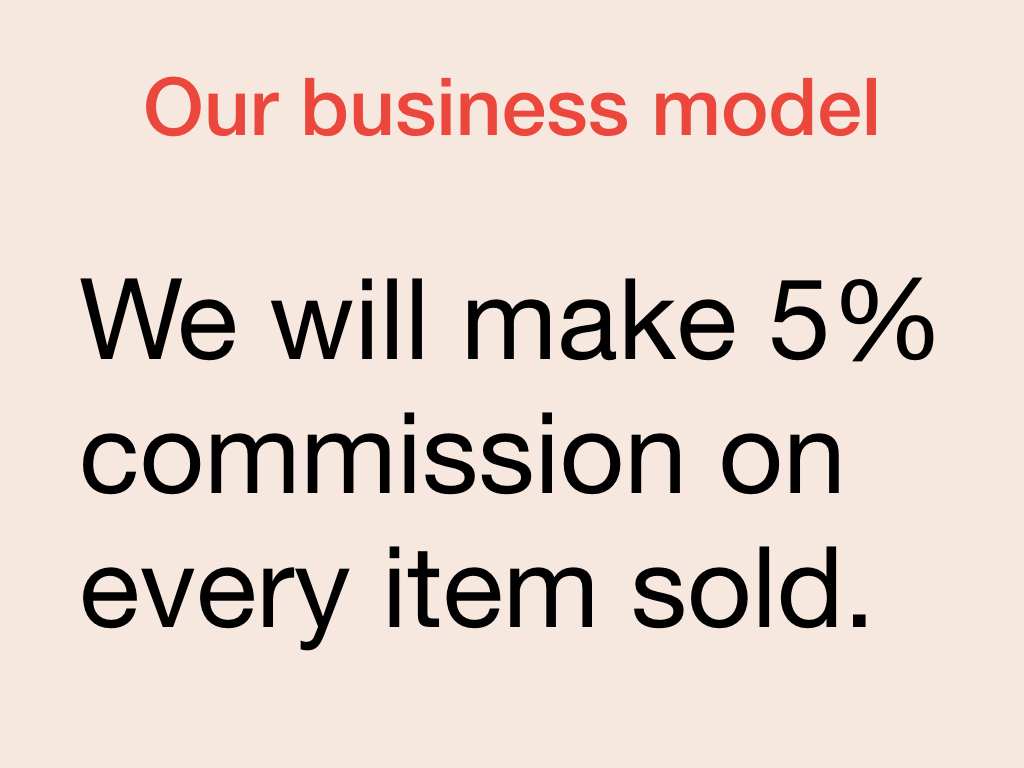 Our business model
We will make 5%
commission on
every item sold.